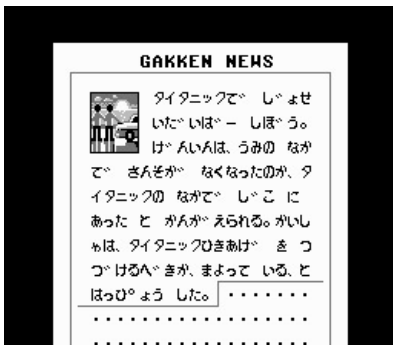 GAKKEN NEWS
タイタニックで じょせ
いだいばー しぼう。
げんいんは、うみの なか
で さんそが なくなったのか、タ
イタニックの なかで じこ に
あった と かんがえられる。かいし
ゃは、タイタニックひきあげ を つ
づけるべきか、まよって いる、と
はっぴょう した。